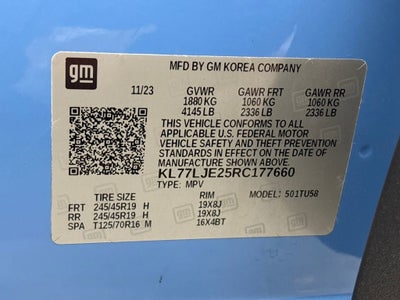 gm
MFD BY GM KOREA COMPANY
11/23 GVWR GAWR FRT GAWR RR
1880 KG 1060 KG 1060 KG
4145 LB 2336 LB 2336 LB
THIS VEHICLE CONFORMS TO ALL
APPLICABLE U.S. FEDERAL MOTOR
VEHICLE SAFETY AND THEFT PREVENTION
STANDARDS IN EFFECT ON THE DATE OF
MANUFACTURE SHOWN ABOVE.
KL77LJE25RC177660
TYPE: MPV MODEL: 501TU58
TIRE SIZE RIM
FRT 245/45R19 H 19X8J
RR 245/45R19 H 19X8J
SPA T125/70R16 M 16X4BT